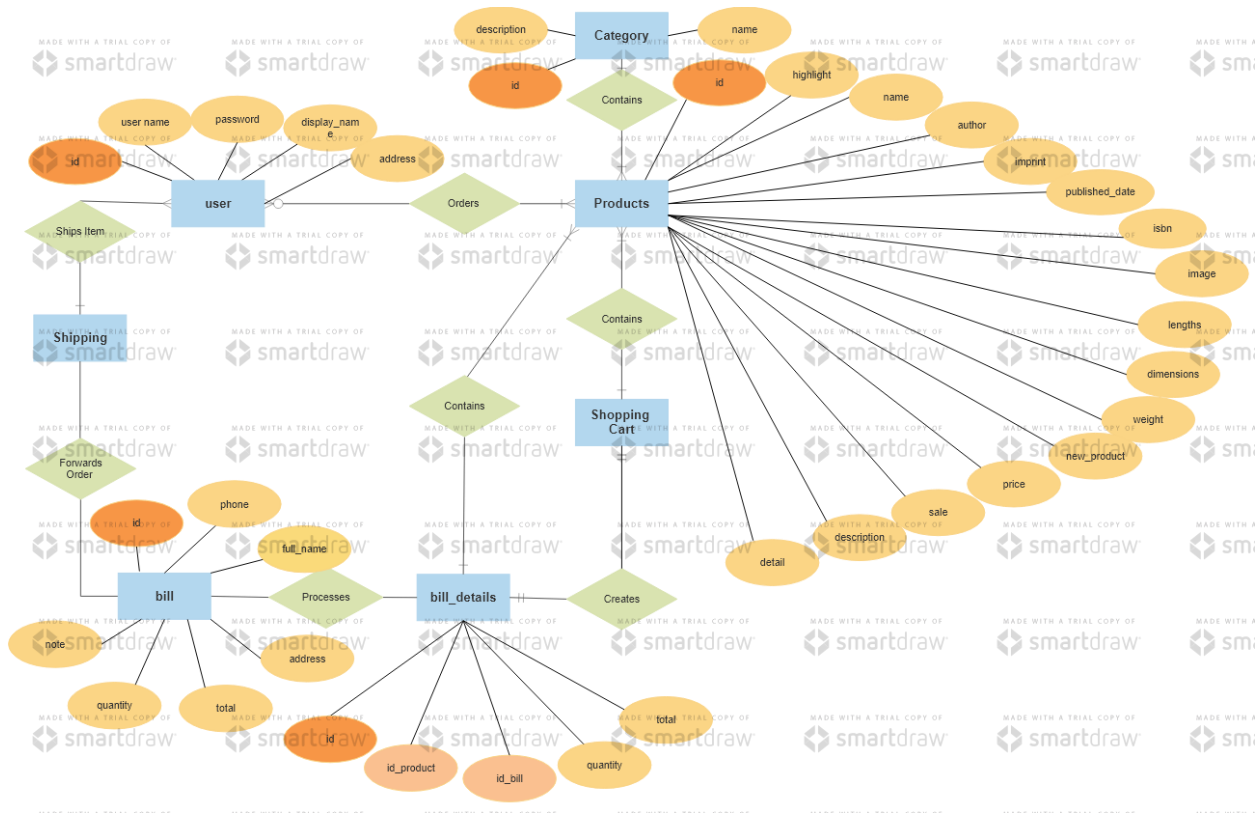 description
Category
name
id
Contains
id
highlight
name
author
imprint
published_date
isbn
image
lengths
dimensions
weight
new_product
price
sale
description
detail
user name
password
display_nam
e
address
id
user
Orders
Products
Ships Item
Shipping
Contains
Contains
Shopping
Cart
Forwards
Order
id
phone
full_name
bill
Processes
bill_details
Creates
note
quantity
total
address
id
id_product
id_bill
quantity
total
MADE WITH A TRIAL COPY OF
smartdraw